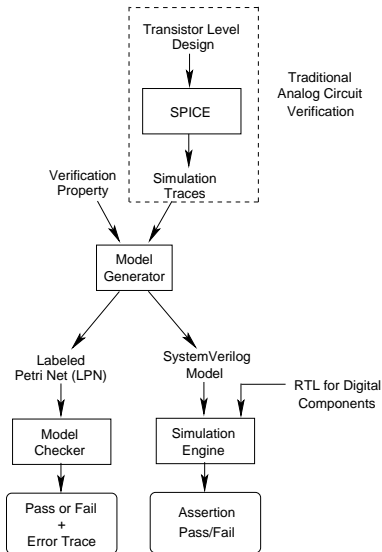 Transistor Level
Design
SPICE
Traditional
Analog Circuit
Verification
Verification
Property
Simulation
Traces
Model
Generator
Labeled
Petri Net (LPN)
SystemVerilog
Model
RTL for Digital
Components
Model
Checker
Simulation
Engine
Pass or Fail
+
Error Trace
Assertion
Pass/Fail